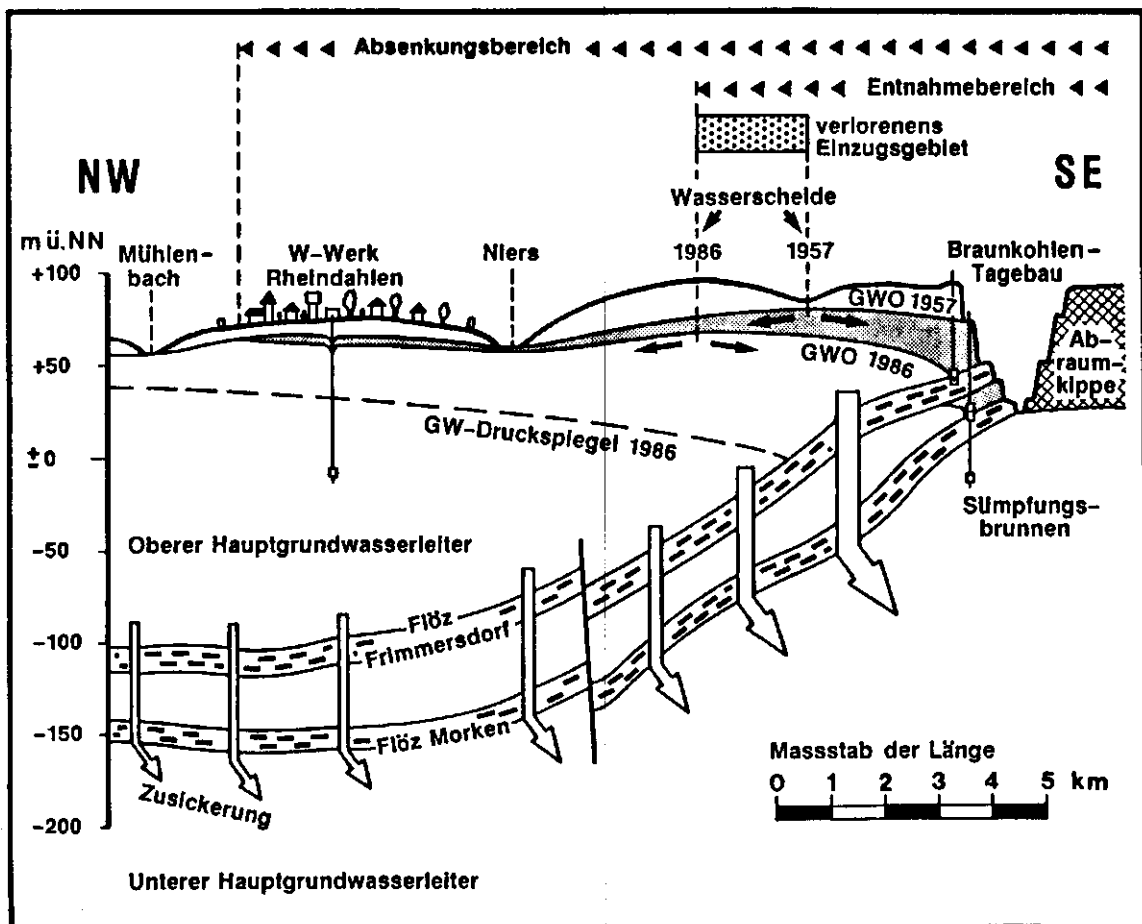 Absenkungsbereich
Entnahmebereich
verlorenens
Einzugsgebiet
NW
SE
Wasserscheide
m ü.NN
Mühlen-
bach
W-Werk
Rheindahlen
Niers
1986
1957
Braunkohlen-
Tagebau
+100
GWO 1957
GWO 1986
Ab-
raum-
kippe
+50
GW-Druckspiegel 1986
±0
Sümpfungs-
brunnen
-50
Oberer Hauptgrundwasserleiter
-100
Flöz
Frimmersdorf
-150
Flöz Morken
Zusickerung
-200
Massstab der Länge
0 1 2 3 4 5 km
Unterer Hauptgrundwasserleiter